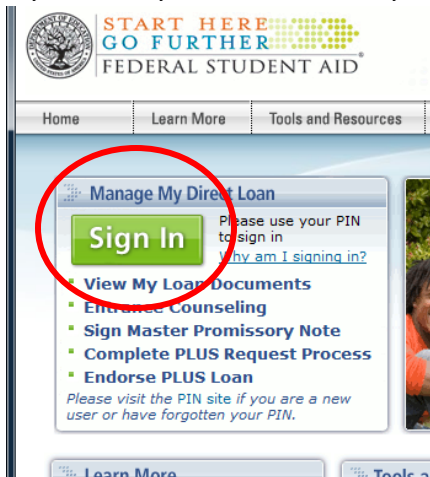 START HERE
GO FURTHER
FEDERAL STUDENT AID
Home Learn More Tools and Resources
Manage My Direct Loan
Sign In
Please use your PIN
to sign in
Why am I signing in?
View My Loan Documents
Entrance Counseling
Sign Master Promissory Note
Complete PLUS Request Process
Endorse PLUS Loan
Please visit the PIN site if you are a new
user or have forgotten your PIN.
Learn More Tools